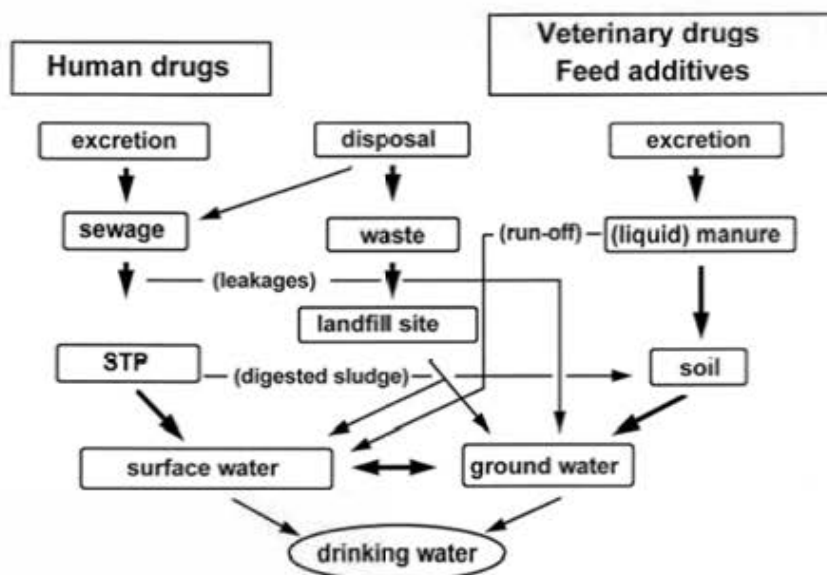 Human drugs
Veterinary drugs
Feed additives
excretion
disposal
excretion
sewage
waste
(run-off)
(liquid) manure
(leakages)
landfill site
STP
(digested sludge)
soil
surface water
ground water
drinking water